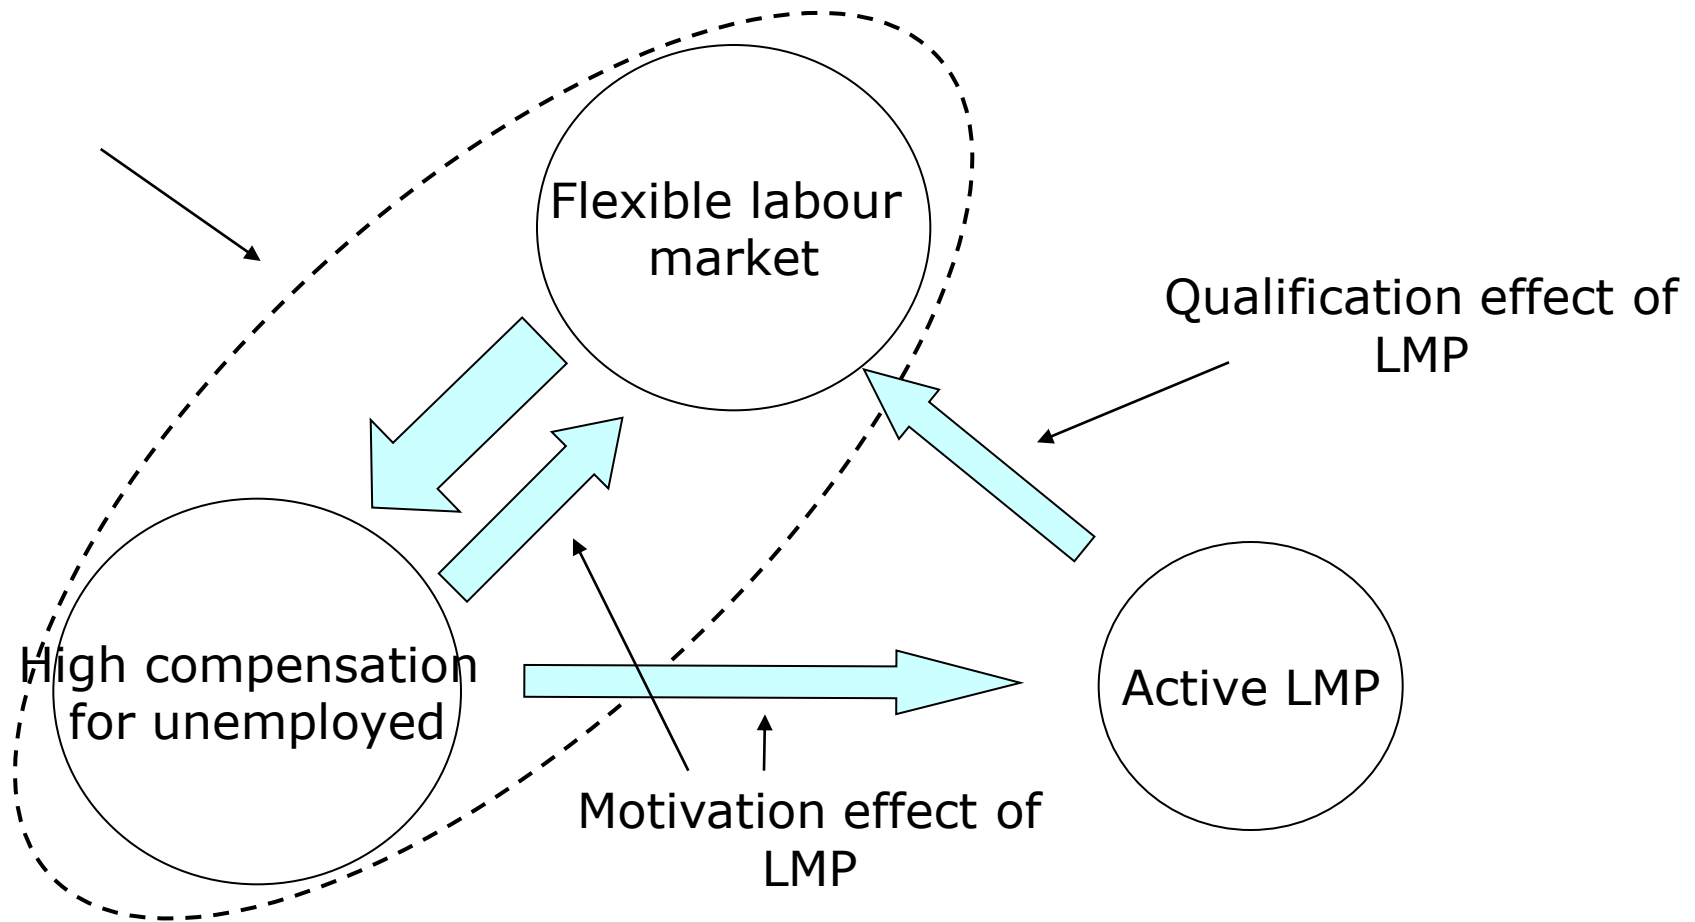 Flexible labour
market
Qualification effect of
LMP
High compensation
for unemployed
Active LMP
Motivation effect of
LMP